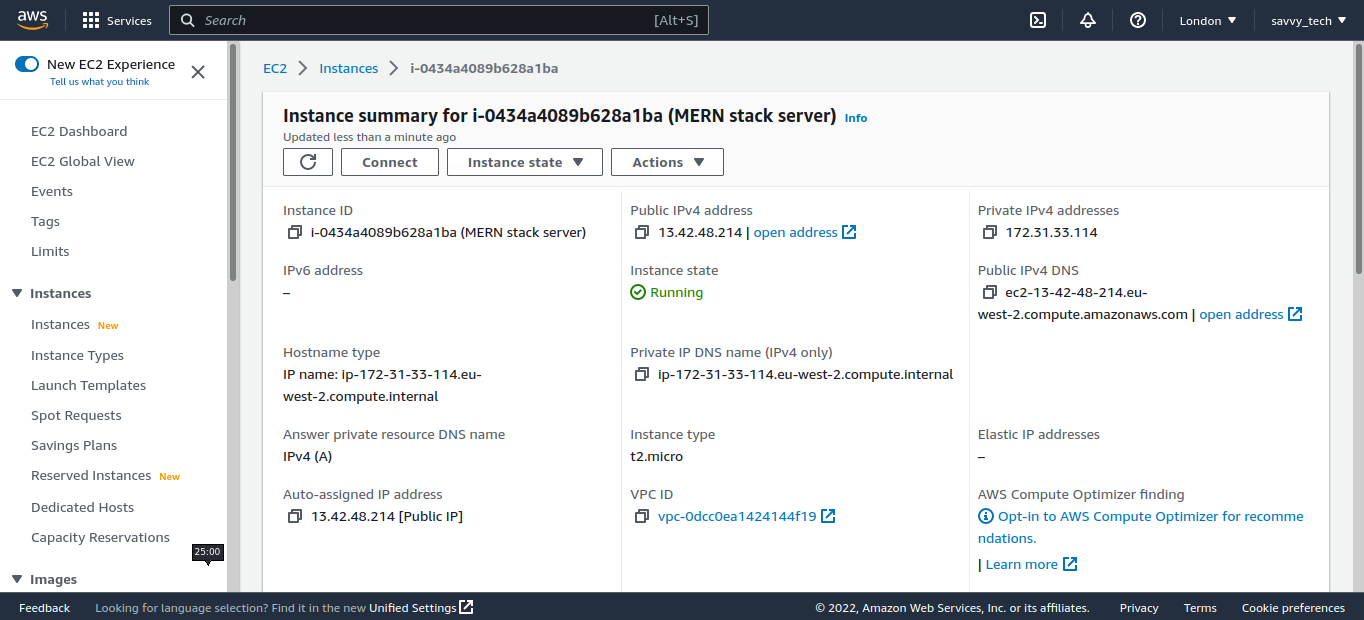 aws
Services
Search
[Alt+S]
London
savvy_tech
New EC2 Experience
Tell us what you think
EC2 Dashboard
EC2 Global View
Events
Tags
Limits
Instances
Instances New
Instance Types
Launch Templates
Spot Requests
Savings Plans
Reserved Instances New
Dedicated Hosts
Capacity Reservations
25:00
Images
EC2
Instances
i-0434a4089b628a1ba
Instance summary for i-0434a4089b628a1ba (MERN stack server) Info
Updated less than a minute ago
Connect
Instance state
Actions
Instance ID
i-0434a4089b628a1ba (MERN stack server)
Public IPv4 address
13.42.48.214 | open address
Private IPv4 addresses
172.31.33.114
IPv6 address
–
Instance state
Running
Public IPv4 DNS
ec2-13-42-48-214.eu-
west-2.compute.amazonaws.com | open address
Hostname type
IP name: ip-172-31-33-114.eu-
west-2.compute.internal
Private IP DNS name (IPv4 only)
ip-172-31-33-114.eu-west-2.compute.internal
Answer private resource DNS name
IPv4 (A)
Instance type
t2.micro
Elastic IP addresses
–
Auto-assigned IP address
13.42.48.214 [Public IP]
VPC ID
vpc-0dcc0ea1424144f19
AWS Compute Optimizer finding
Opt-in to AWS Compute Optimizer for recomme
ndations.
| Learn more
Feedback
Looking for language selection? Find it in the new Unified Settings
© 2022, Amazon Web Services, Inc. or its affiliates.
Privacy
Terms
Cookie preferences